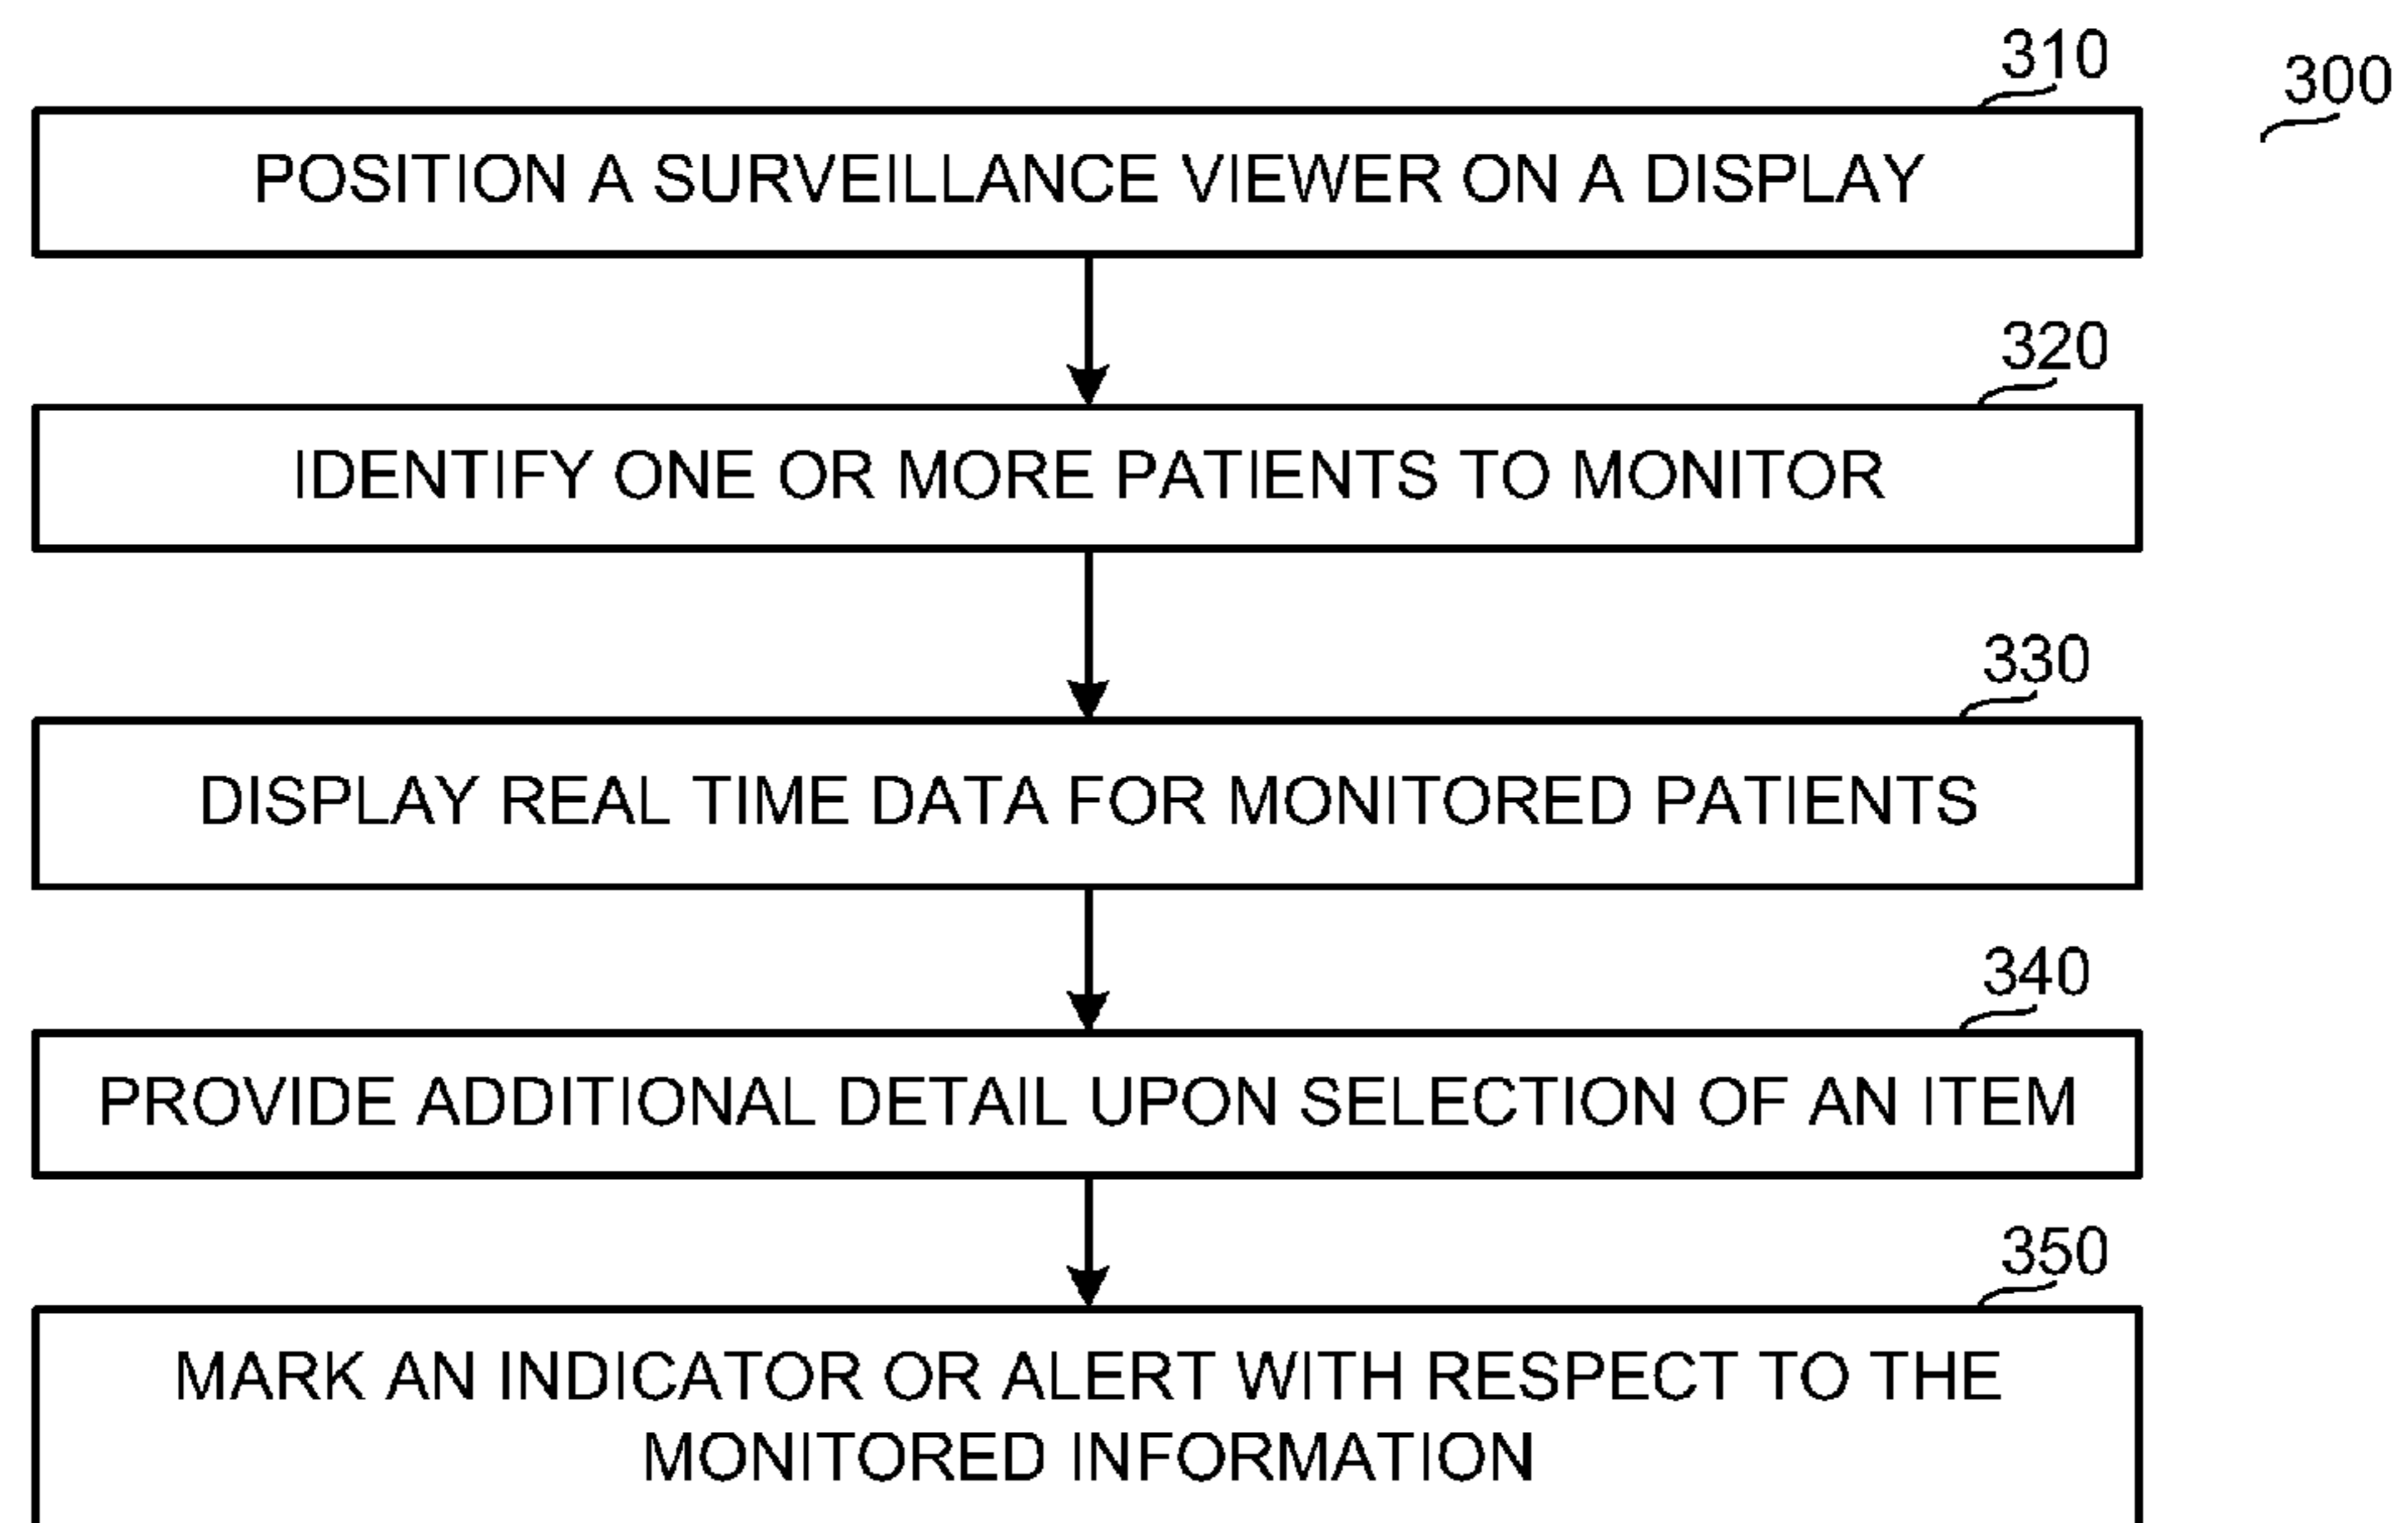 310
300
POSITION A SURVEILLANCE VIEWER ON A DISPLAY
320
IDENTIFY ONE OR MORE PATIENTS TO MONITOR
330
DISPLAY REAL TIME DATA FOR MONITORED PATIENTS
340
PROVIDE ADDITIONAL DETAIL UPON SELECTION OF AN ITEM
350
MARK AN INDICATOR OR ALERT WITH RESPECT TO THE
MONITORED INFORMATION